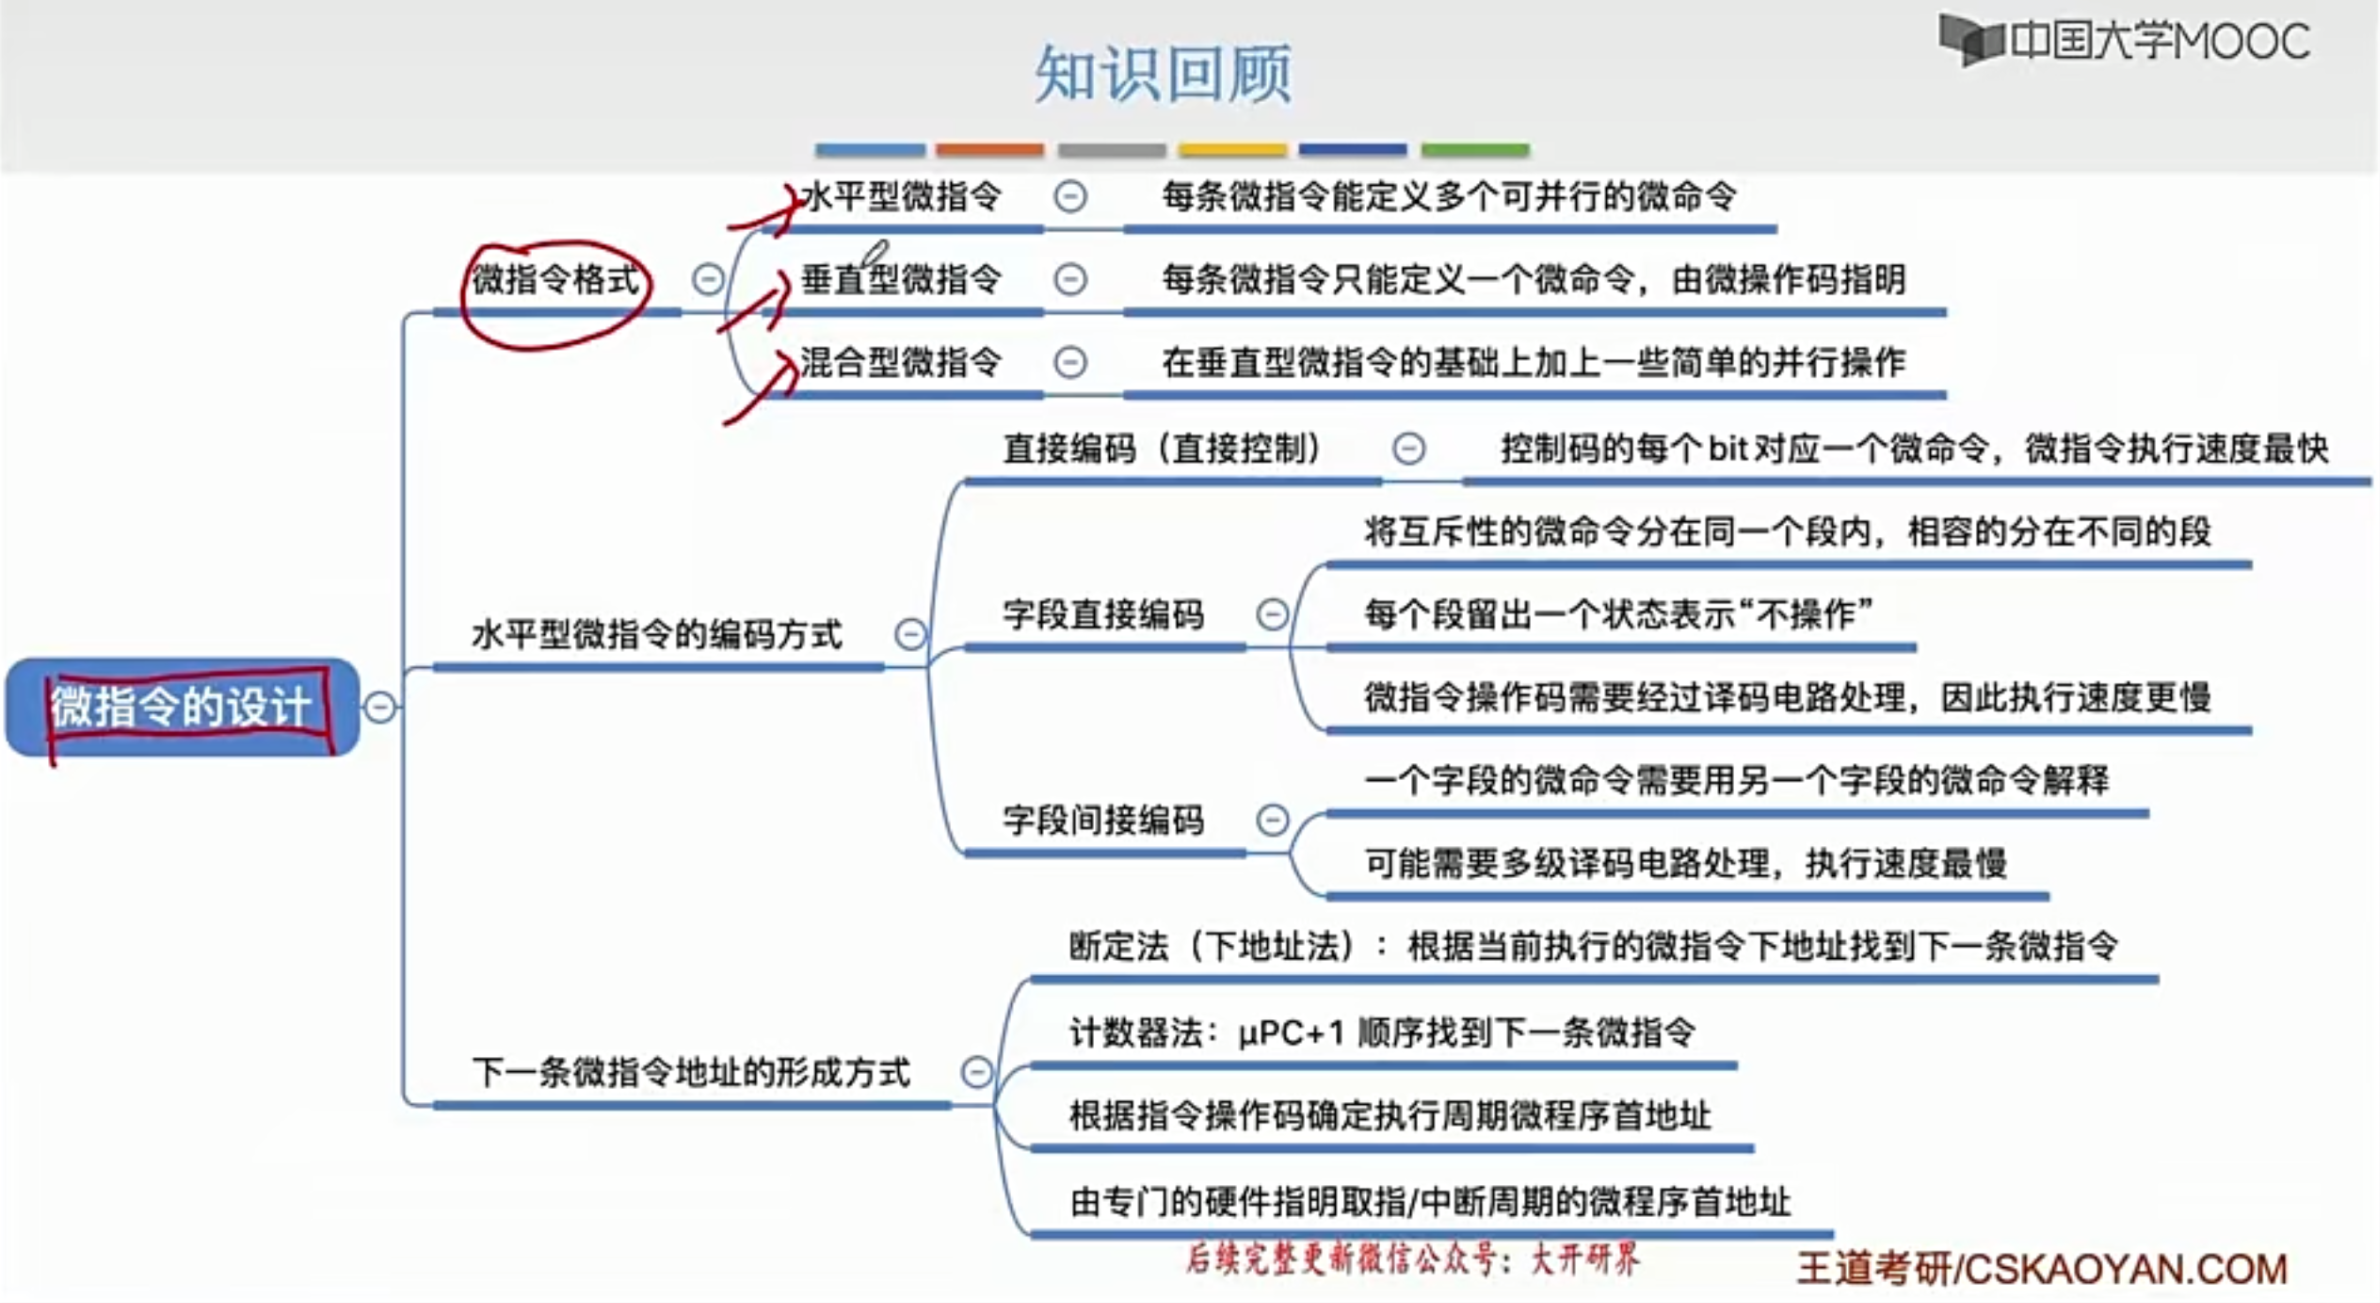 中国大学MOOC
知识回顾
水平型微指令
每条微指令能定义多个可并行的微命令
微指令格式
垂直型微指令
每条微指令只能定义一个微命令，由微操作码指明
混合型微指令
在垂直型微指令的基础上加上一些简单的并行操作
直接编码（直接控制）
控制码的每个bit对应一个微命令，微指令执行速度最快
将互斥性的微命令分在同一个段内，相容的分在不同的段
水平型微指令的编码方式
字段直接编码
每个段留出一个状态表示“不操作”
微指令操作码需要经过译码电路处理，因此执行速度更慢
微指令的设计
一个字段的微命令需要用另一个字段的微命令解释
字段间接编码
可能需要多级译码电路处理，执行速度最慢
断定法（下地址法）：根据当前执行的微指令下地址找到下一条微指令
计数器法：μPC+1 顺序找到下一条微指令
下一条微指令地址的形成方式
根据指令操作码确定执行周期微程序首地址
由专门的硬件指明取指/中断周期的微程序首地址
后续完整更新微信公众号：大开研界
王道考研/CSKAOYAN.COM